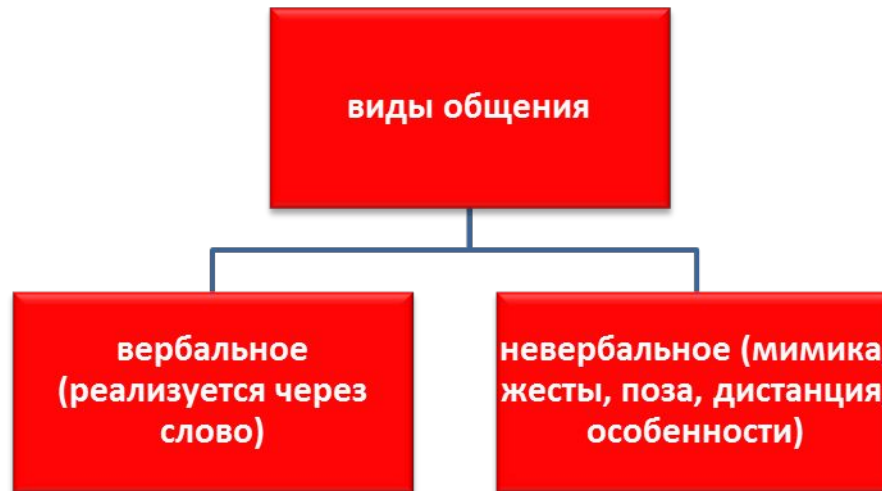 виды общения
вербальное
(реализуется через
слово)
невербальное (мимика
жесты, поза, дистанция
особенности)